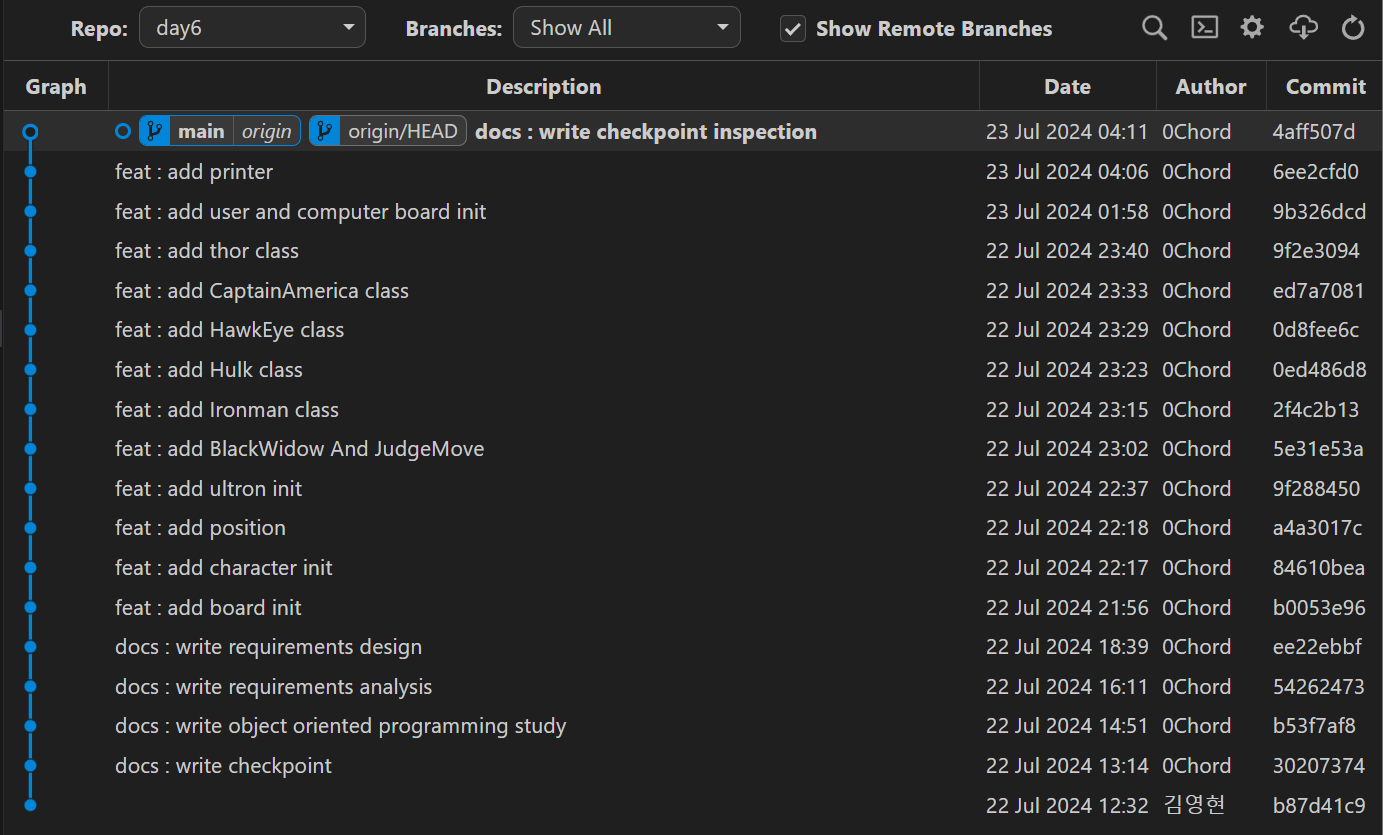 Repo: day6 Branches: Show All Show Remote Branches
Graph Description Date Author Commit
main origin origin/HEAD docs : write checkpoint inspection 23 Jul 2024 04:11 0Chord 4aff507d
feat : add printer 23 Jul 2024 04:06 0Chord 6ee2cfd0
feat : add user and computer board init 23 Jul 2024 01:58 0Chord 9b326dcd
feat : add thor class 22 Jul 2024 23:40 0Chord 9f2e3094
feat : add CaptainAmerica class 22 Jul 2024 23:33 0Chord ed7a7081
feat : add HawkEye class 22 Jul 2024 23:29 0Chord 0d8fee6c
feat : add Hulk class 22 Jul 2024 23:23 0Chord 0ed486d8
feat : add Ironman class 22 Jul 2024 23:15 0Chord 2f4c2b13
feat : add BlackWidow And JudgeMove 22 Jul 2024 23:02 0Chord 5e31e53a
feat : add ultron init 22 Jul 2024 22:37 0Chord 9f288450
feat : add position 22 Jul 2024 22:18 0Chord a4a3017c
feat : add character init 22 Jul 2024 22:17 0Chord 84610bea
feat : add board init 22 Jul 2024 21:56 0Chord b0053e96
docs : write requirements design 22 Jul 2024 18:39 0Chord ee22ebbf
docs : write requirements analysis 22 Jul 2024 16:11 0Chord 54262473
docs : write object oriented programming study 22 Jul 2024 14:51 0Chord b53f7af8
docs : write checkpoint 22 Jul 2024 13:14 0Chord 30207374
22 Jul 2024 12:32 김영현 b87d41c9